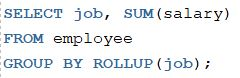 SELECT job, SUM(salary)
FROM employee
GROUP BY ROLLUP(job);